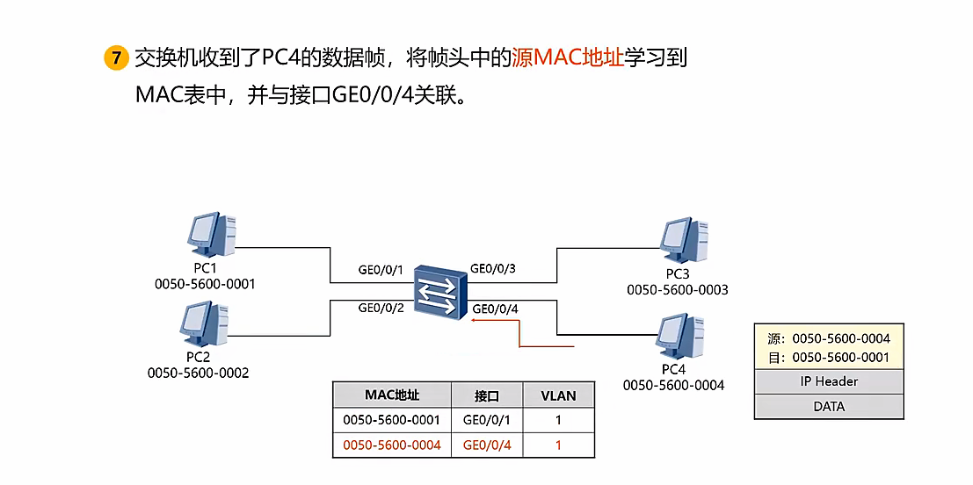 7 交换机收到了PC4的数据帧，将帧头中的源MAC地址学习到
MAC表中，并与接口GE0/0/4关联。
PC1
0050-5600-0001
GE0/0/1
GE0/0/3
PC3
0050-5600-0003
GE0/0/2
GE0/0/4
PC2
0050-5600-0002
PC4
0050-5600-0004
源：0050-5600-0004
目：0050-5600-0001
IP Header
DATA
MAC地址 接口 VLAN
0050-5600-0001 GE0/0/1 1
0050-5600-0004 GE0/0/4 1